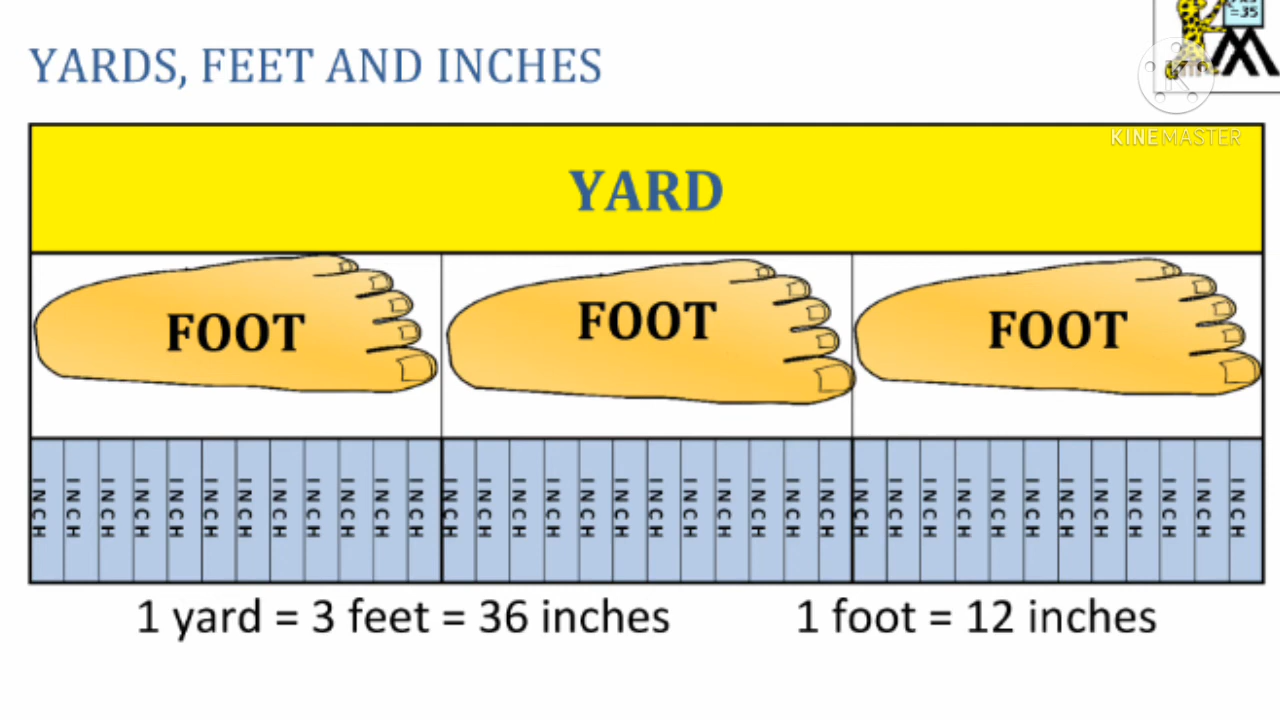 =35
YARDS, FEET AND INCHES
K
KINEMASTER
YARD
FOOT FOOT FOOT
INCH INCH INCH INCH INCH INCH INCH INCH INCH INCH INCH INCH INCH INCH INCH INCH INCH INCH INCH INCH INCH INCH INCH INCH INCH INCH INCH INCH INCH INCH INCH INCH INCH INCH INCH INCH
1 yard = 3 feet = 36 inches 1 foot = 12 inches